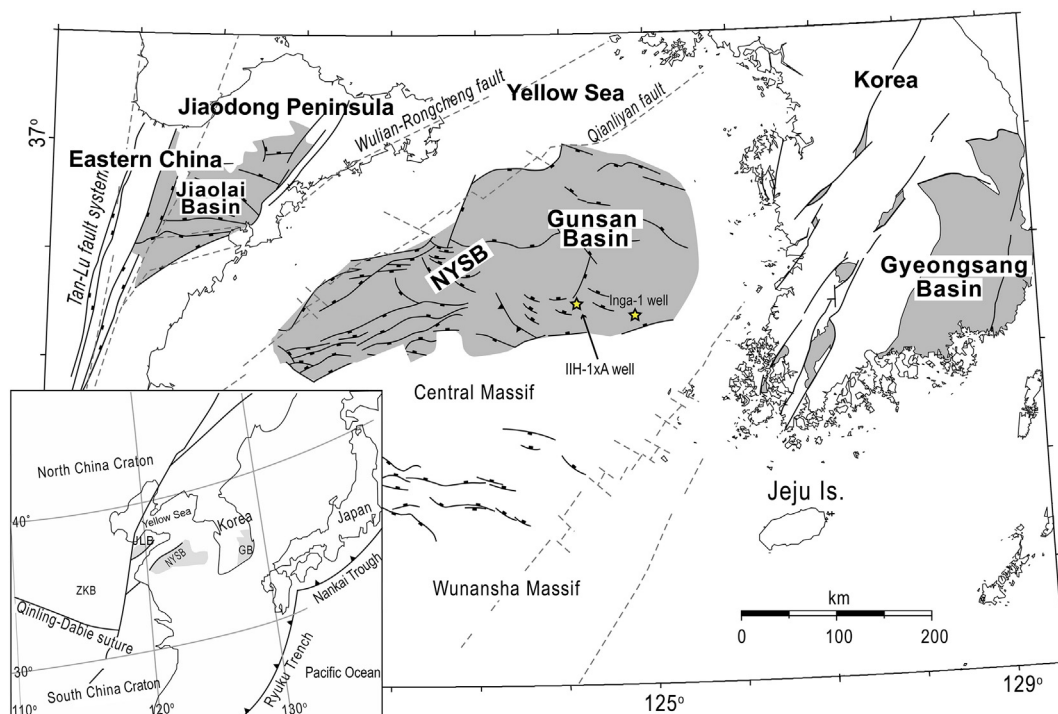 Yellow Sea
Korea
Jiaodong Peninsula
Wulian-Rongcheng fault
Qianliyan fault
37°
Eastern China
Jiaolai
Basin
Tan-Lu fault system
Gunsan
Basin
NYSB
Gyeongsang
Basin
Inga-1 well
IIH-1xA well
Central Massif
Jeju Is.
Wunansha Massif
km
0 100 200
125°
129°
North China Craton
40°
Yellow Sea
Korea
Japan
JLB
NYSB
GB
ZKB
Qinling-Dabie suture
Nankai Trough
Ryuku Trench
Pacific Ocean
30°
South China Craton
110°
120°
130°